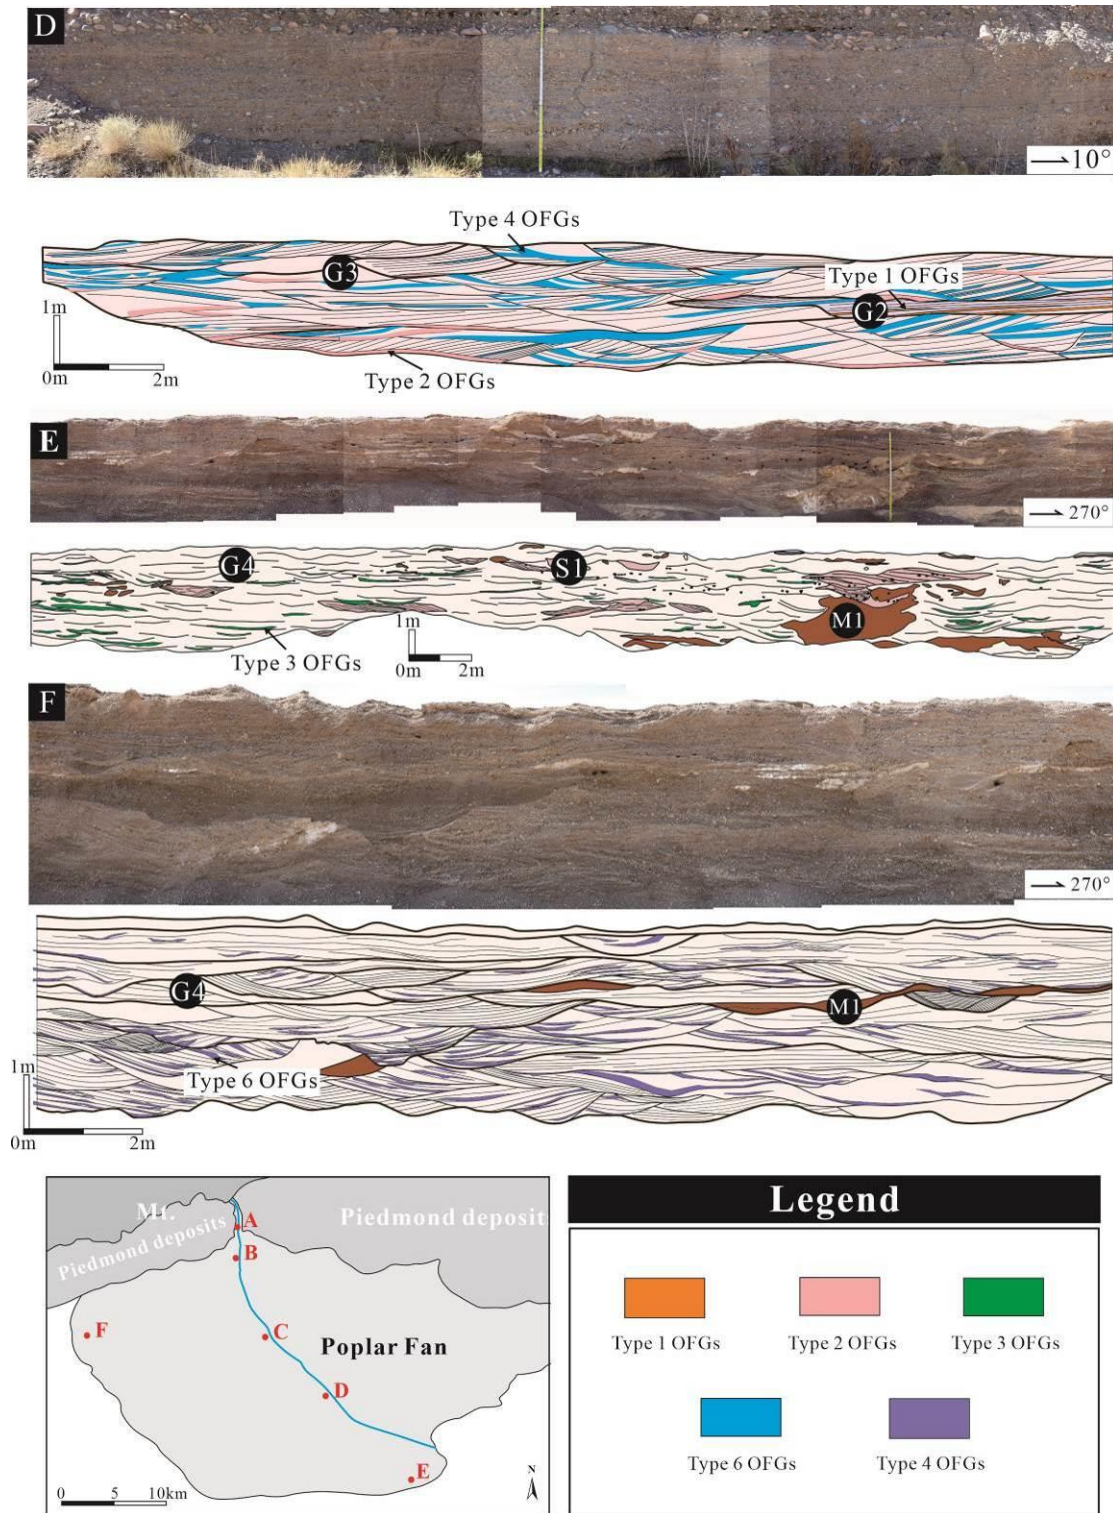 D
10°
Type 4 OFGs
G3
Type 1 OFGs
G2
1m
0m 2m
Type 2 OFGs
E
270°
G4
S1
M1
1m
0m 2m
Type 3 OFGs
F
270°
G4
M1
Type 6 OFGs
1m
0m 2m
Mt.
Piedmond deposits
Piedmond deposits
A
B
F
C
Poplar Fan
D
E
0 5 10km
N
Legend
Type 1 OFGs Type 2 OFGs Type 3 OFGs
Type 6 OFGs Type 4 OFGs